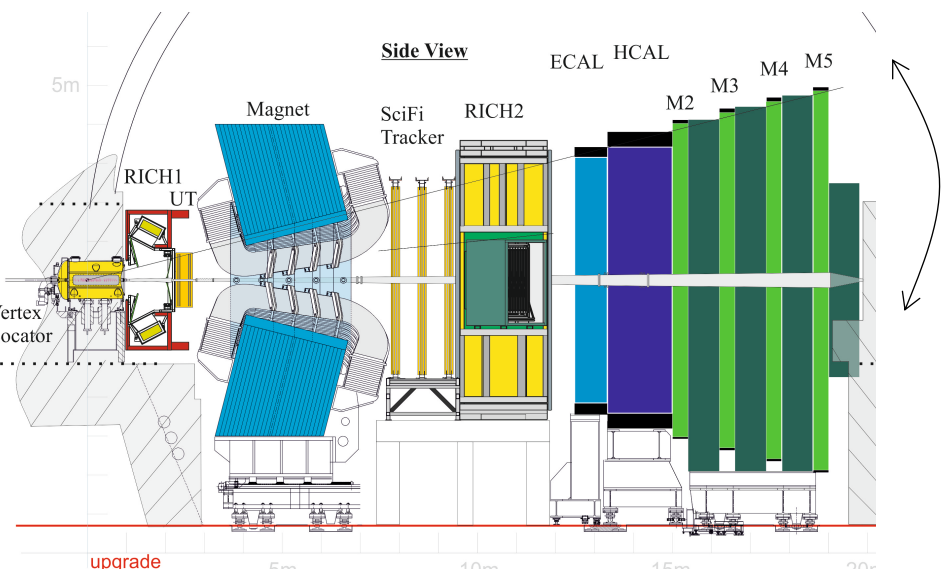 Side View
ECAL
HCAL
M5
M4
M3
M2
5m
Magnet
SciFi
Tracker
RICH2
RICH1
UT
ertex
ocator
upgrade
5m
10m
15m
20m